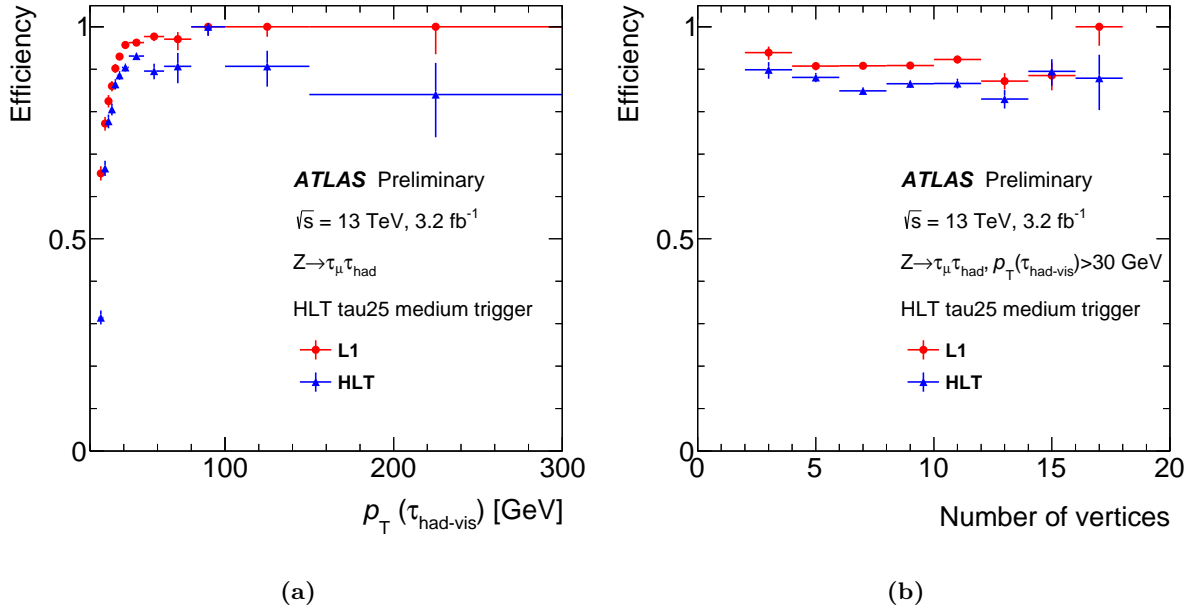 Efficiency
1
0.5
0
100
200
300
p_T (τ_had-vis) [GeV]
ATLAS Preliminary
√s = 13 TeV, 3.2 fb⁻¹
Z→τ_μτ_had
HLT tau25 medium trigger
L1
HLT
(a)
Efficiency
1
0.5
0
0
5
10
15
20
Number of vertices
ATLAS Preliminary
√s = 13 TeV, 3.2 fb⁻¹
Z→τ_μτ_had, p_T(τ_had-vis)>30 GeV
HLT tau25 medium trigger
L1
HLT
(b)